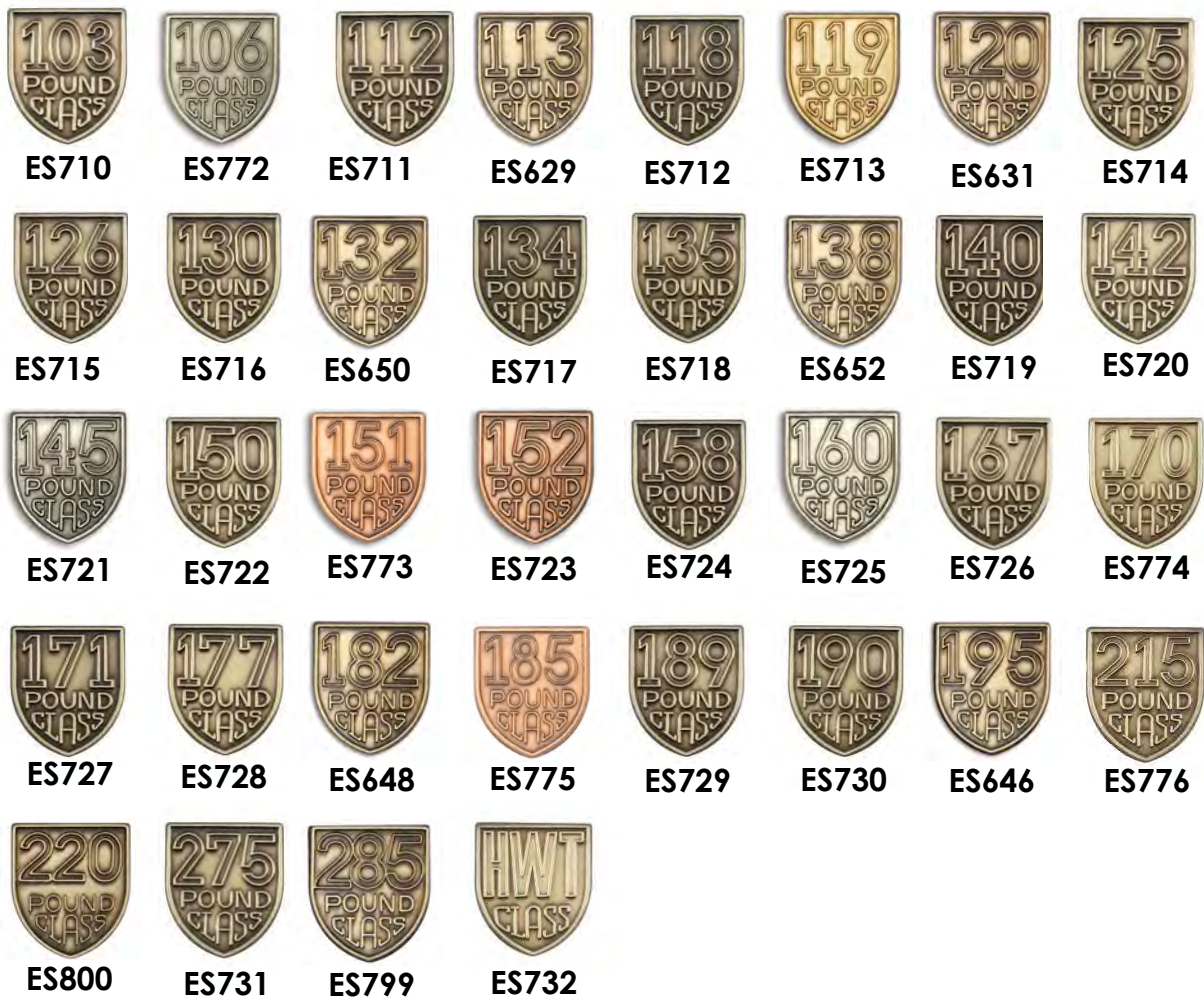 103 106 112 113 118 119 120 125
POUND POUND POUND POUND POUND POUND POUND POUND
CLASS CLASS CLASS CLASS CLASS CLASS CLASS CLASS
ES710 ES772 ES711 ES629 ES712 ES713 ES631 ES714
126 130 132 134 135 138 140 142
POUND POUND POUND POUND POUND POUND POUND POUND
CLASS CLASS CLASS CLASS CLASS CLASS CLASS CLASS
ES715 ES716 ES650 ES717 ES718 ES652 ES719 ES720
145 150 151 152 158 160 167 170
POUND POUND POUND POUND POUND POUND POUND POUND
CLASS CLASS CLASS CLASS CLASS CLASS CLASS CLASS
ES721 ES722 ES773 ES723 ES724 ES725 ES726 ES774
171 177 182 185 189 190 195 215
POUND POUND POUND POUND POUND POUND POUND POUND
CLASS CLASS CLASS CLASS CLASS CLASS CLASS CLASS
ES727 ES728 ES648 ES775 ES729 ES730 ES646 ES776
220 275 285 HWT
POUND POUND POUND CLASS
CLASS CLASS CLASS
ES800 ES731 ES799 ES732